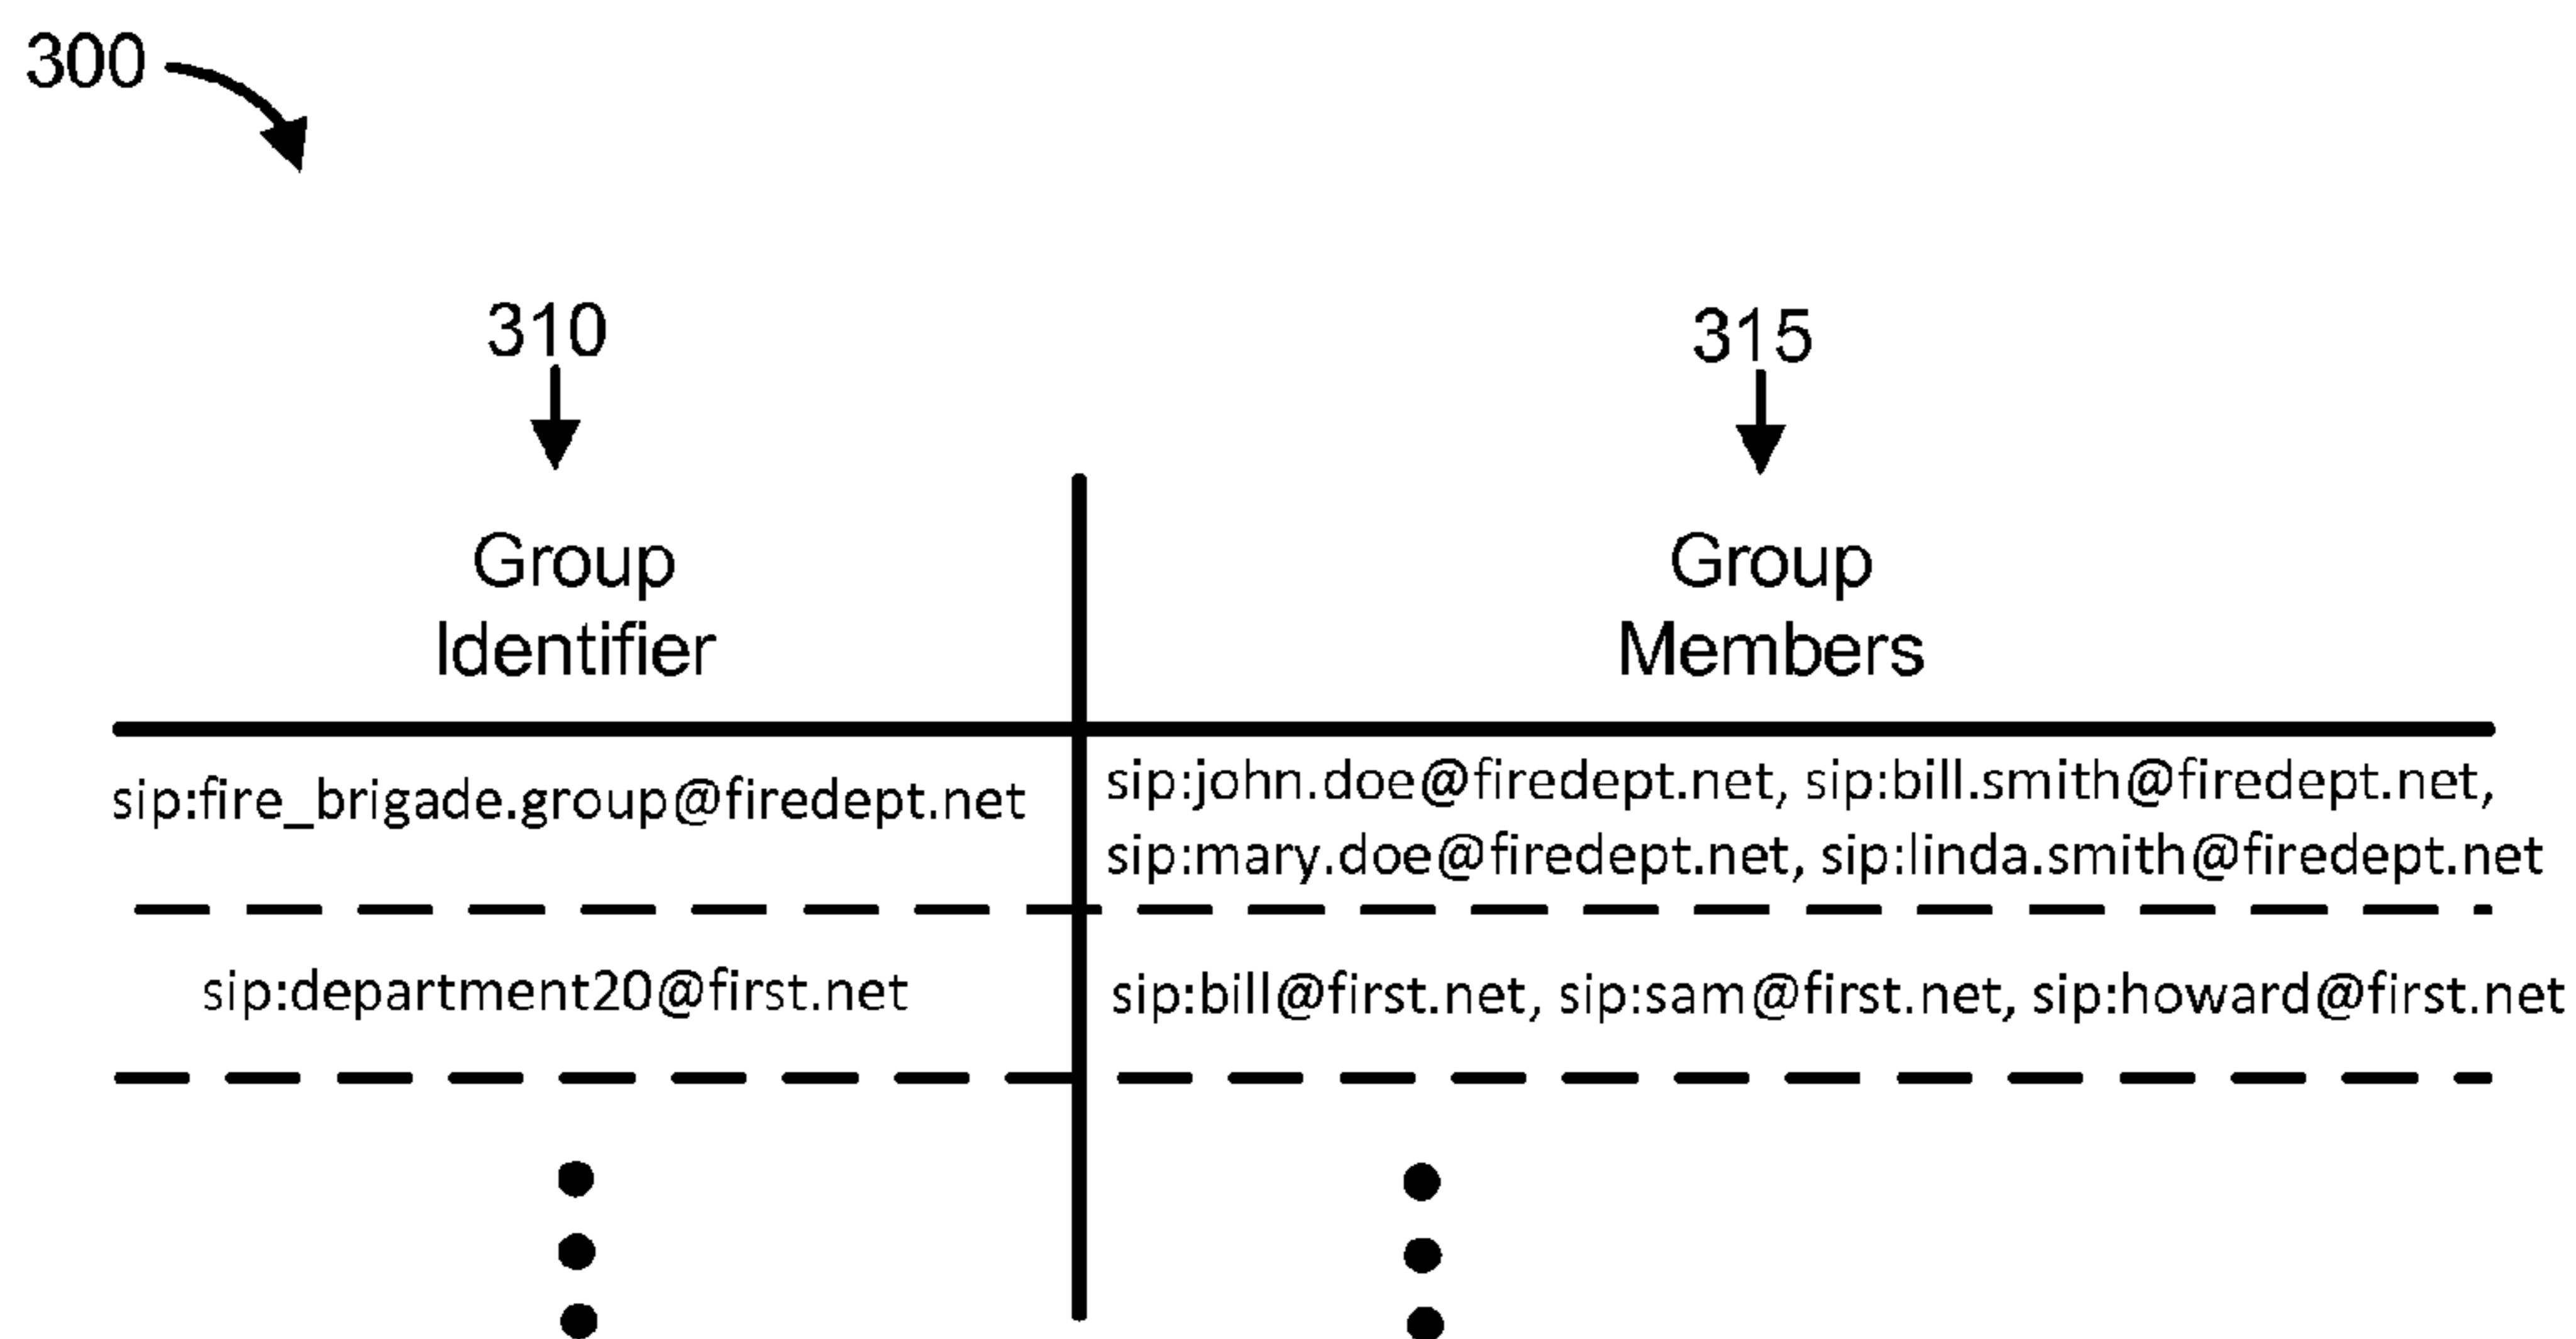 300
310
315
Group
Identifier
Group
Members
sip:fire_brigade.group@firedept.net
sip:john.doe@firedept.net, sip:bill.smith@firedept.net,
sip:mary.doe@firedept.net, sip:linda.smith@firedept.net
sip:department20@first.net
sip:bill@first.net, sip:sam@first.net, sip:howard@first.net